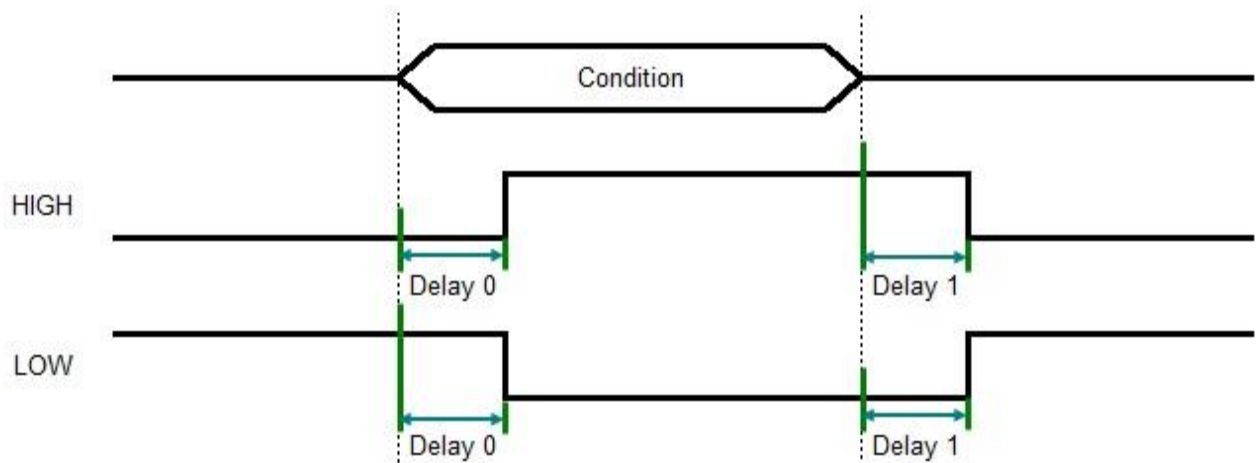 Condition
HIGH
Delay 0
Delay 1
LOW
Delay 0
Delay 1